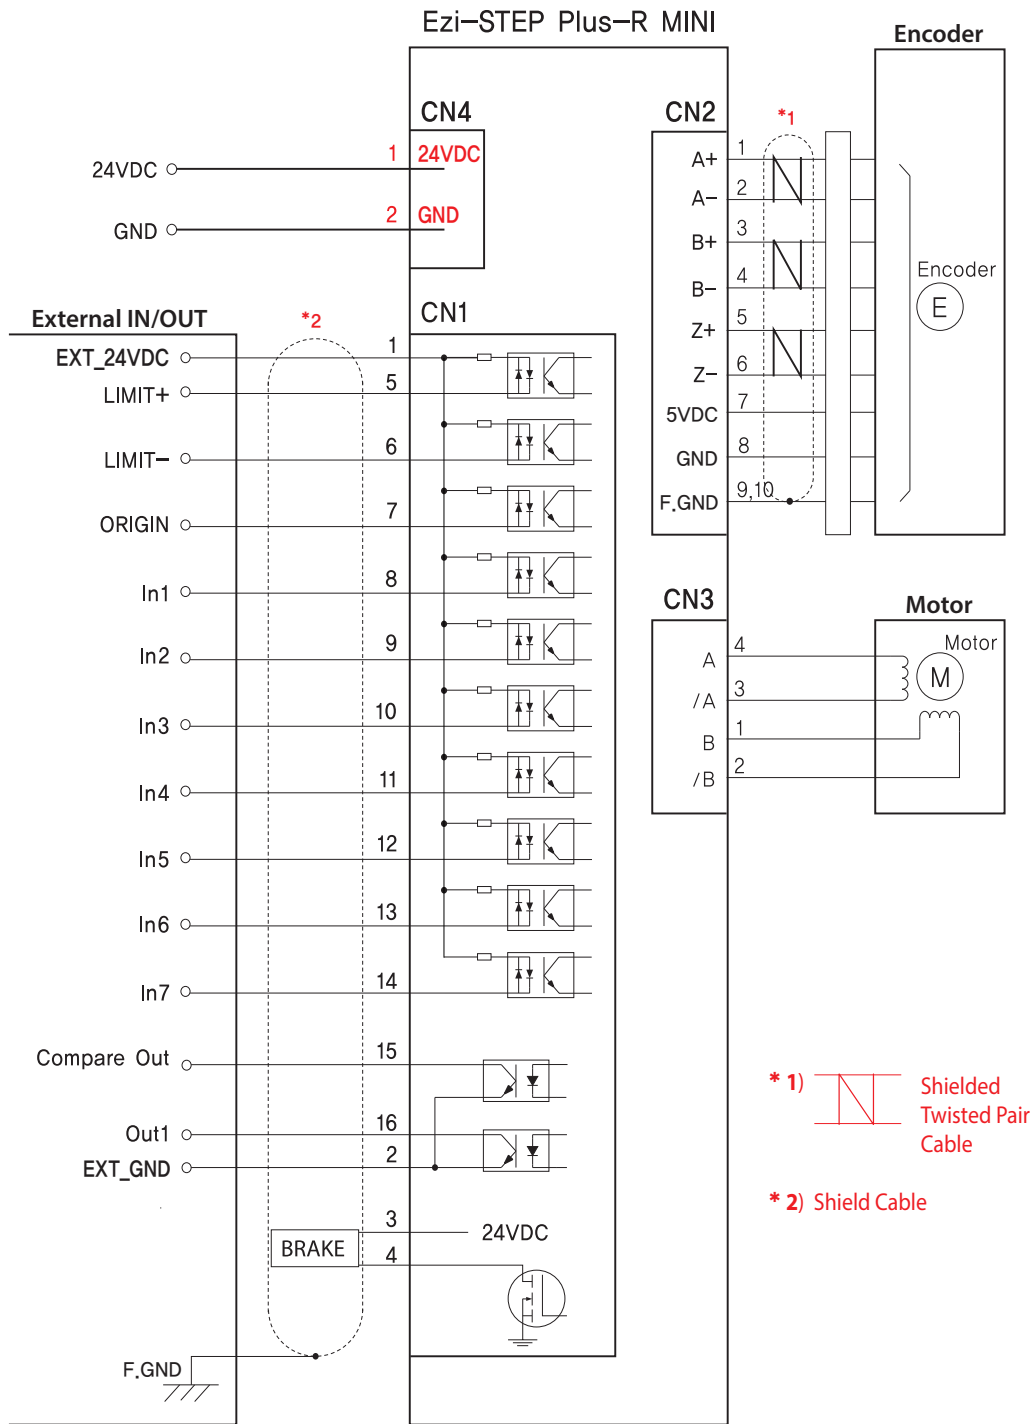 Ezi-STEP Plus-R MINI
Encoder
CN4
1 24VDC
24VDC
2 GND
GND
CN2
*1
A+ 1
A- 2
B+ 3
B- 4
Z+ 5
Z- 6
5VDC 7
GND 8
F.GND 9,10
Encoder
E
External IN/OUT
*2
CN1
EXT_24VDC 1
LIMIT+ 5
LIMIT- 6
ORIGIN 7
In1 8
In2 9
In3 10
In4 11
In5 12
In6 13
In7 14
Compare Out 15
Out1 16
EXT_GND 2
BRAKE
3 24VDC
4
F.GND
CN3
Motor
A 4
/A 3
B 1
/B 2
Motor
M
* 1) Shielded
Twisted Pair
Cable
* 2) Shield Cable